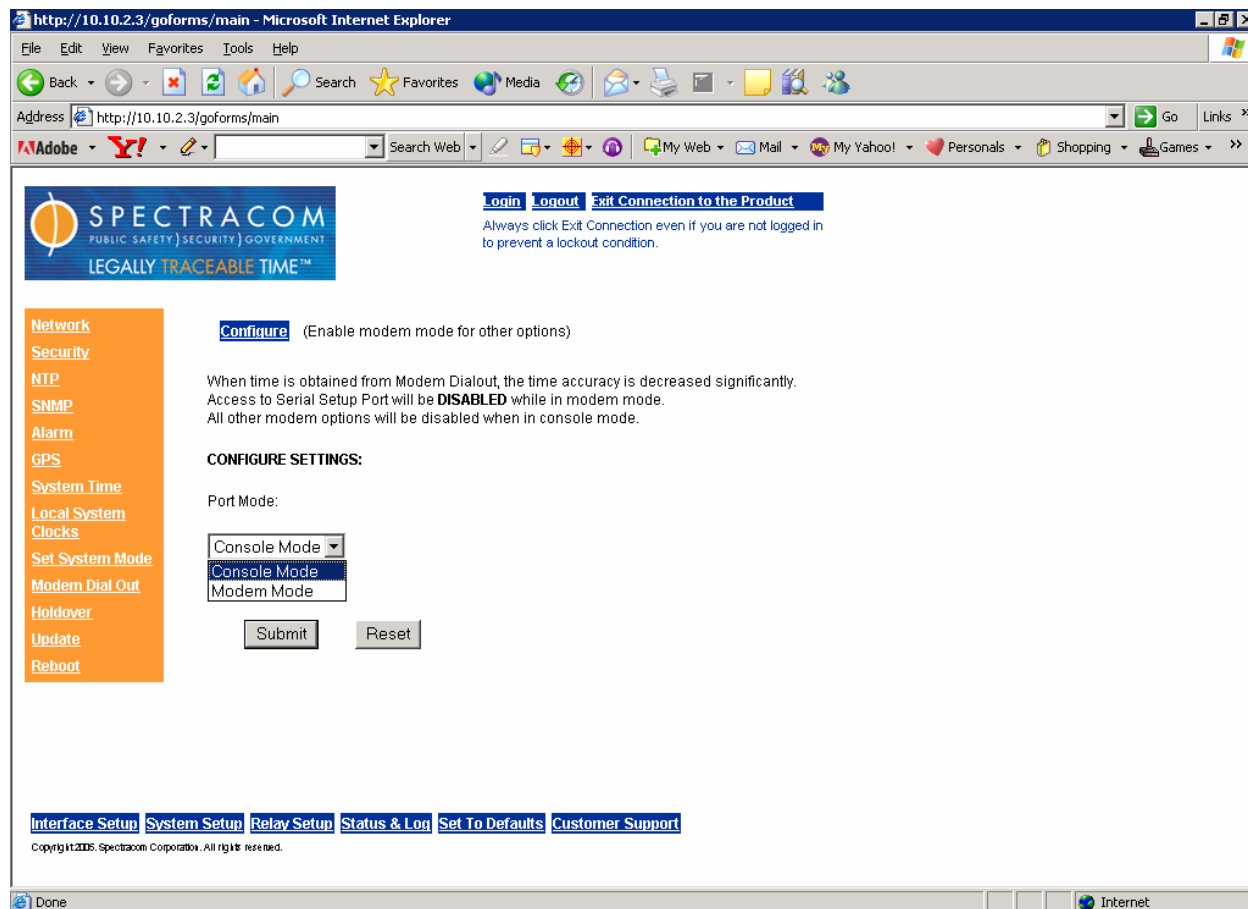 http://10.10.2.3/goforms/main - Microsoft Internet Explorer
File Edit View Favorites Tools Help
Back Search Favorites Media
Address http://10.10.2.3/goforms/main Go Links »
Adobe Y! Search Web My Web Mail My Yahoo! Personals Shopping Games »
SPECTRACOM
PUBLIC SAFETY ) SECURITY ) GOVERNMENT
LEGALLY TRACEABLE TIME™
Login Logout Exit Connection to the Product
Always click Exit Connection even if you are not logged in
to prevent a lockout condition.
Network
Security
NTP
SNMP
Alarm
GPS
System Time
Local System
Clocks
Set System Mode
Modem Dial Out
Holdover
Update
Reboot
Configure (Enable modem mode for other options)
When time is obtained from Modem Dialout, the time accuracy is decreased significantly.
Access to Serial Setup Port will be DISABLED while in modem mode.
All other modem options will be disabled when in console mode.
CONFIGURE SETTINGS:
Port Mode:
Console Mode
Console Mode
Modem Mode
Submit Reset
Interface Setup System Setup Relay Setup Status & Log Set To Defaults Customer Support
Copyright 2005. Spectracom Corporation. All rights reserved.
Done Internet